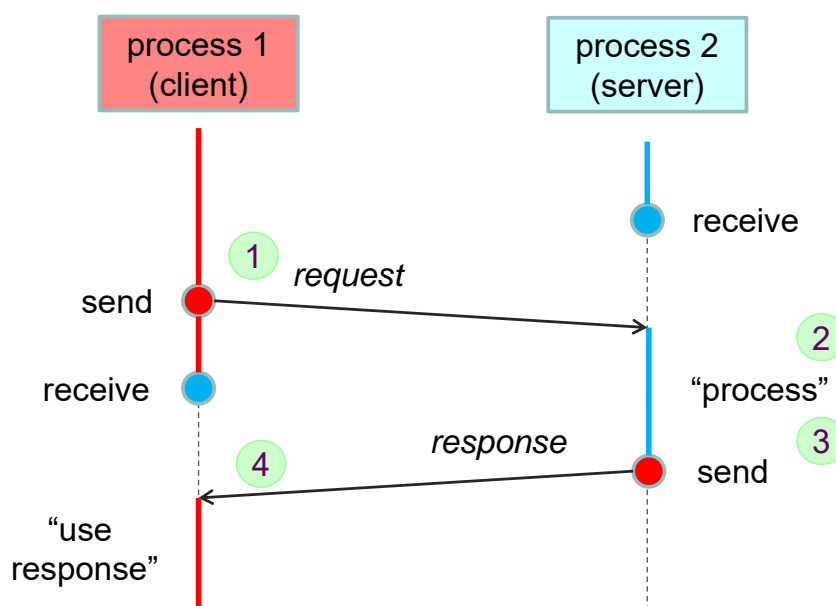 process 1
(client)
process 2
(server)
receive
1
request
send
2
receive
“process”
response
3
4
send
“use
response”